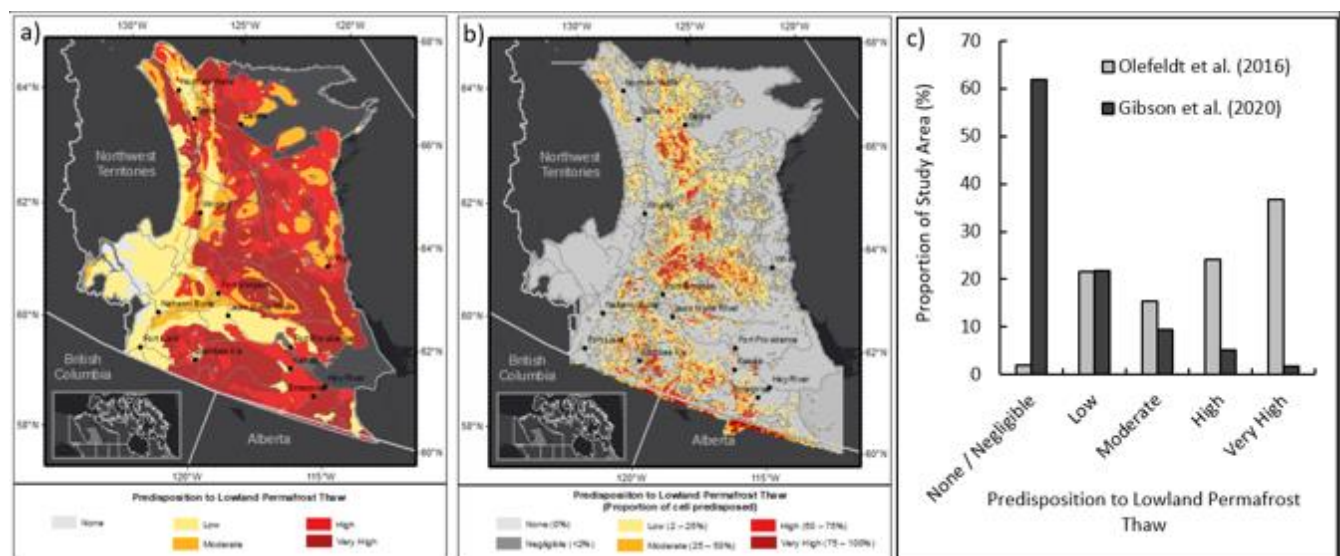 a)
130°W
125°W
120°W
68°N
64°N
66°N
Northwest
Territories
62°N
64°N
60°N
62°N
British
Columbia
58°N
Alberta
60°N
120°W
115°W
Predisposition to Lowland Permafrost Thaw
None
Low
High
Moderate
Very High
b)
130°W
125°W
120°W
68°N
64°N
66°N
Northwest
Territories
62°N
64°N
60°N
Fort Providence
62°N
Hay River
British
Columbia
58°N
Alberta
60°N
120°W
115°W
Predisposition to Lowland Permafrost Thaw
(Proportion of cell predisposed)
None (0%)
Low (2 – 25%)
High (50 – 75%)
Negligible (<2%)
Moderate (25 – 50%)
Very High (75 – 100%)
c)
70
60
50
40
30
20
10
0
Proportion of Study Area (%)
Olefeldt et al. (2016)
Gibson et al. (2020)
None / Negligible
Low
Moderate
High
Very High
Predisposition to Lowland Permafrost
Thaw